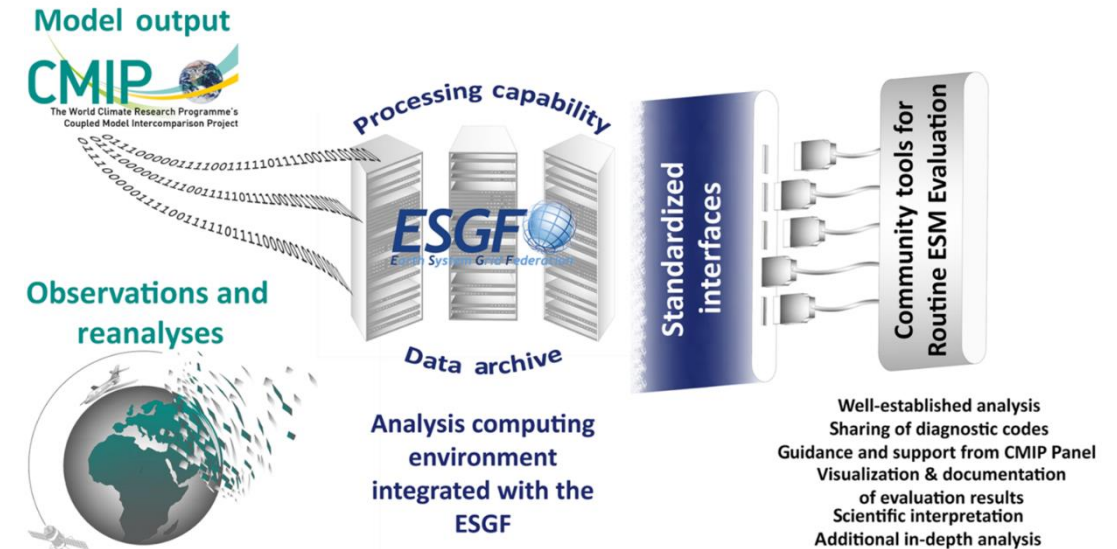 Model output
CMIP
The World Climate Research Programme's
Coupled Model Intercomparison Project
Observations and
reanalyses
Processing capability
ESGF
Earth System Grid Federation
Data archive
Analysis computing
environment
integrated with the
ESGF
Standardized
interfaces
Community tools for
Routine ESM Evaluation
Well-established analysis
Sharing of diagnostic codes
Guidance and support from CMIP Panel
Visualization & documentation
of evaluation results
Scientific interpretation
Additional in-depth analysis